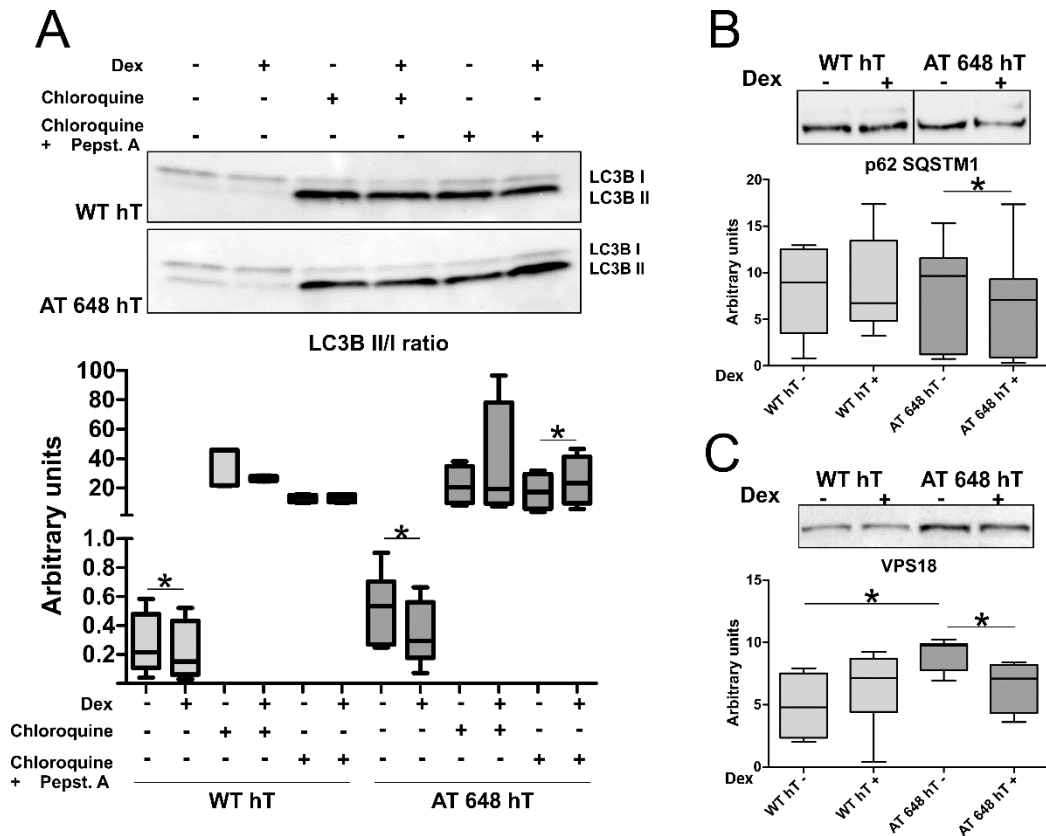 A
Dex - + - + - +
Chloroquine - - + + - -
Chloroquine
+ Pepst. A - - - - + +
LC3B I
LC3B II
WT hT
LC3B I
LC3B II
AT 648 hT
LC3B II/I ratio
Arbitrary units
100
80
60
40
20
1.0
0.8
0.6
0.4
0.2
*
*
*
- + - + - + - + - + - + Dex
Chloroquine - - + + - - - - + + - -
Chloroquine
+ Pepst. A - - - - + + - - - - + +
WT hT AT 648 hT
B
WT hT AT 648 hT
Dex - + - +
p62 SQSTM1
Arbitrary units
20
15
10
5
0
*
Dex
WT hT - WT hT + AT 648 hT - AT 648 hT +
C
WT hT AT 648 hT
Dex - + - +
VPS18
Arbitrary units
15
10
5
0
*
*
Dex
WT hT - WT hT + AT 648 hT - AT 648 hT +